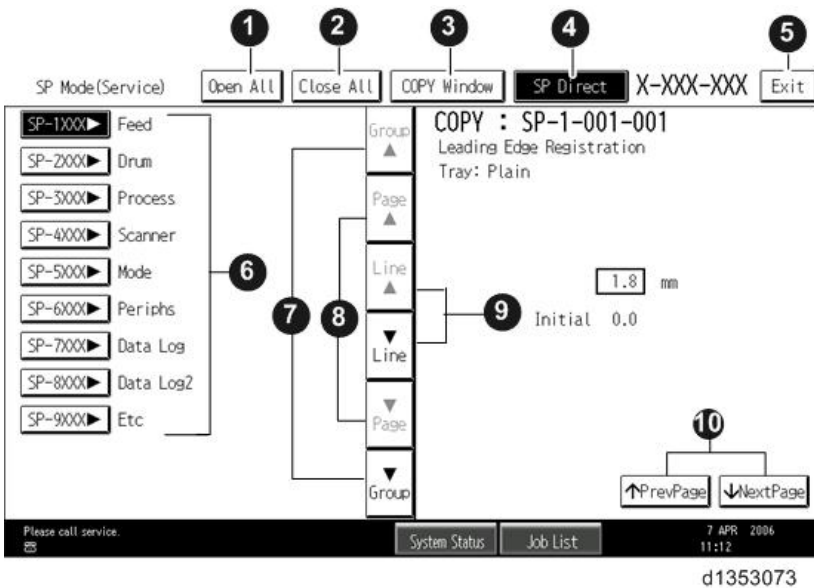 1 2 3 4 5
SP Mode(Service) Open All Close All COPY Window SP Direct X-XXX-XXX Exit
SP-1XXX▶ Feed
SP-2XXX▶ Drum
SP-3XXX▶ Process
SP-4XXX▶ Scanner
SP-5XXX▶ Mode
SP-6XXX▶ Periphs
SP-7XXX▶ Data Log
SP-8XXX▶ Data Log2
SP-9XXX▶ Etc
6
7
8
Group
▲
Page
▲
Line
▲
▼
Line
▼
Page
▼
Group
9
COPY : SP-1-001-001
Leading Edge Registration
Tray: Plain
1.8 mm
Initial 0.0
10
↑PrevPage ↓NextPage
Please call service.
System Status Job List
7 APR 2006
11:12
d1353073